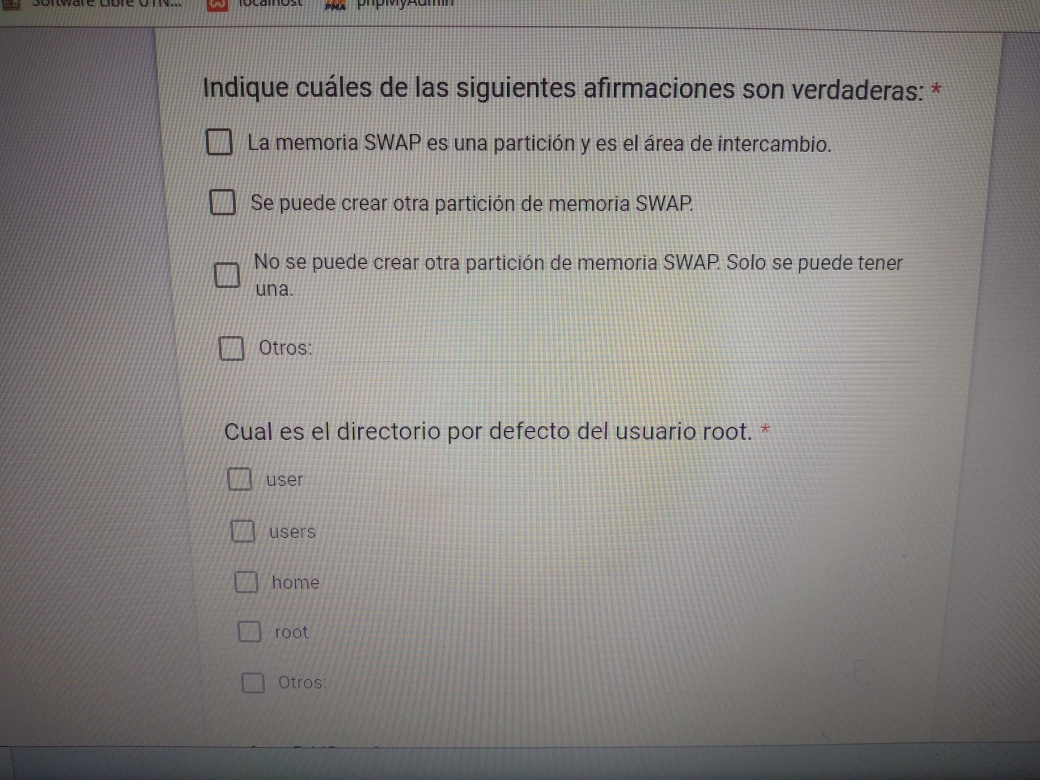 Software Libre UTN...
localhost
phpMyAdmin
Indique cuáles de las siguientes afirmaciones son verdaderas: *
La memoria SWAP es una partición y es el área de intercambio.
Se puede crear otra partición de memoria SWAP.
No se puede crear otra partición de memoria SWAP. Solo se puede tener
una.
Otros:
Cual es el directorio por defecto del usuario root. *
user
users
home
root
Otros: